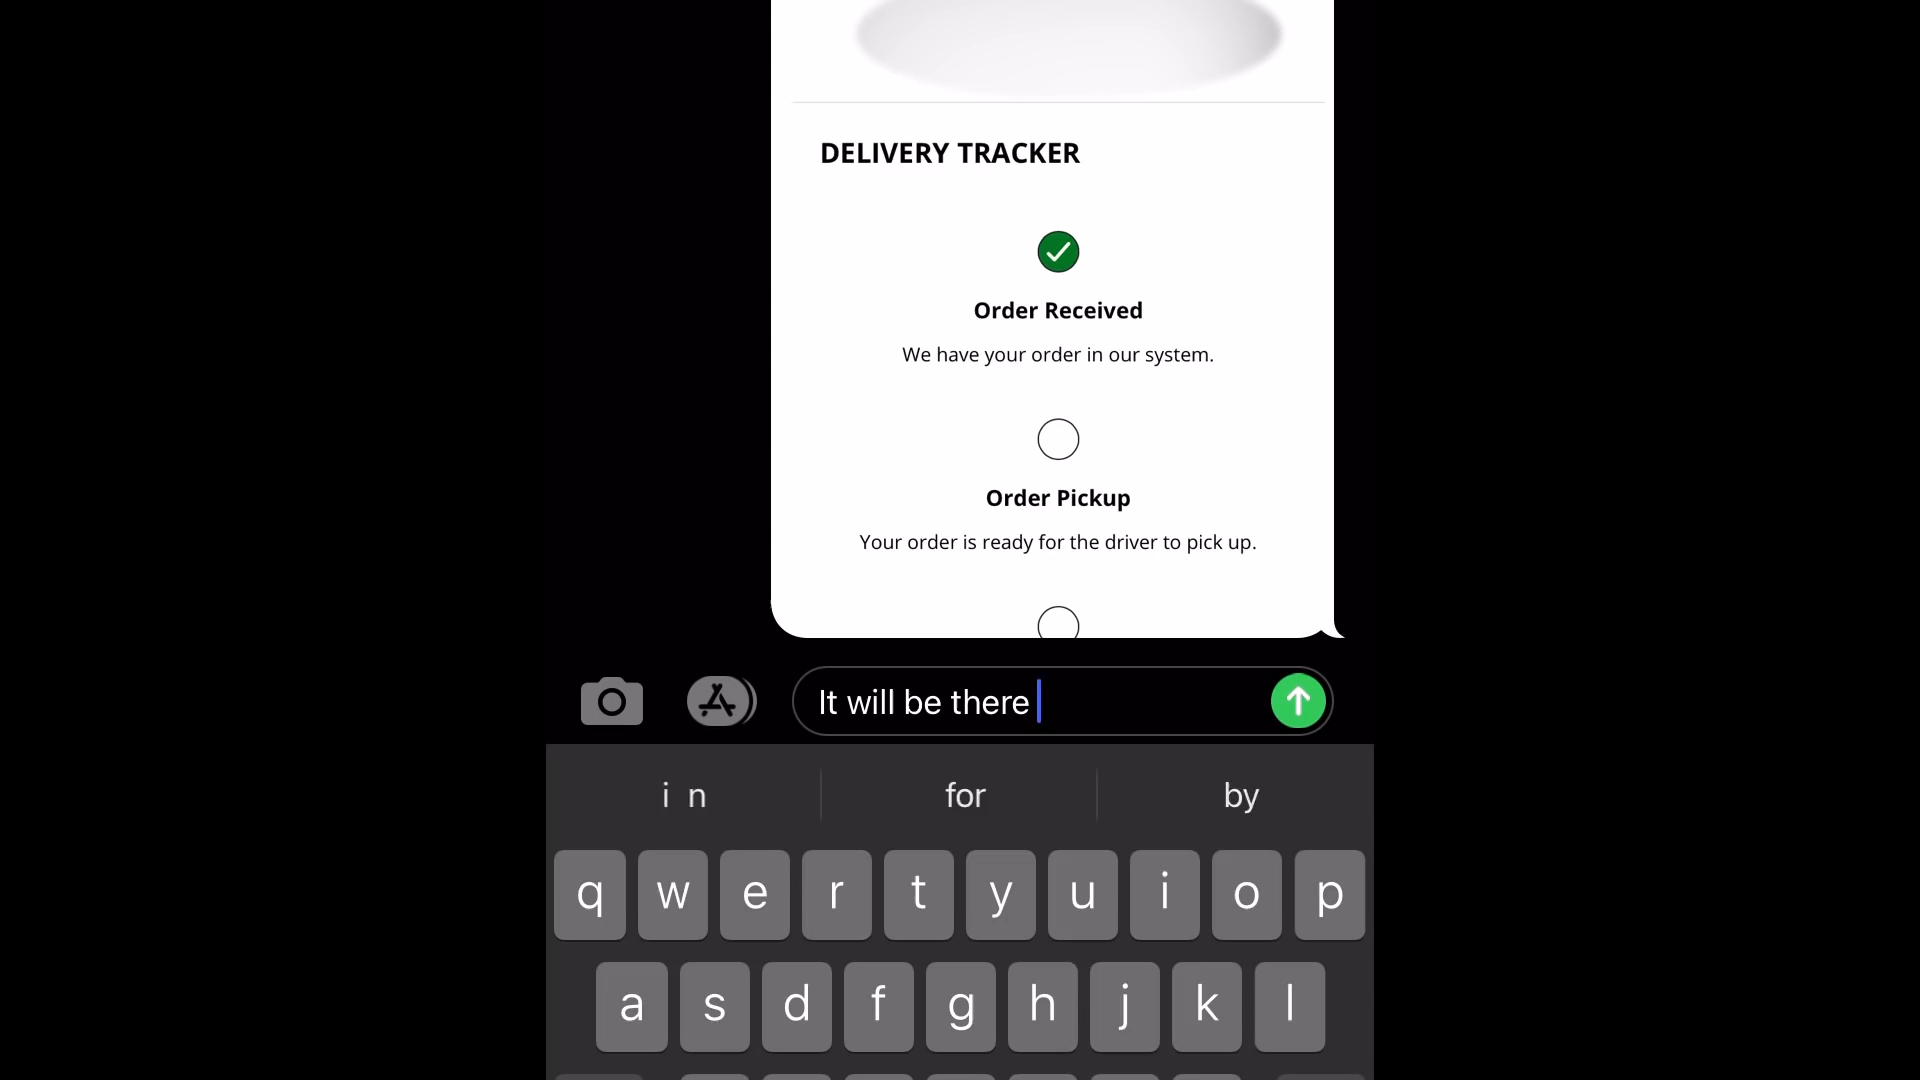 DELIVERY TRACKER
Order Received
We have your order in our system.
Order Pickup
Your order is ready for the driver to pick up.
It will be there
i n for by
q w e r t y u i o p
a s d f g h j k l